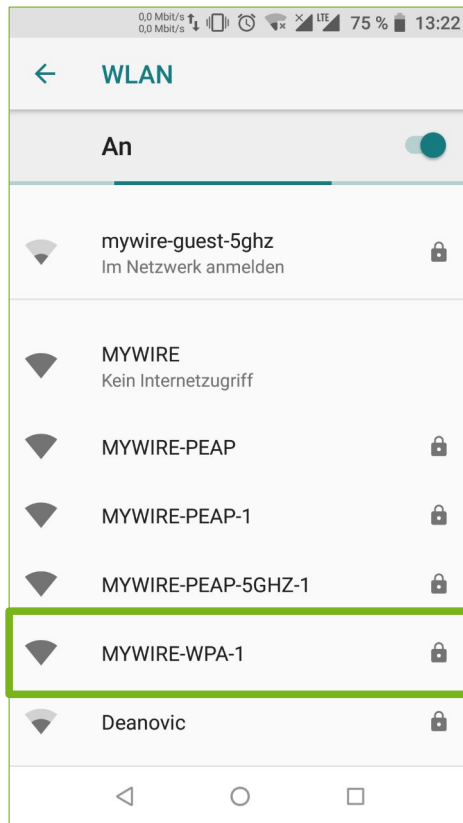 0,0 Mbit/s
0,0 Mbit/s
LTE
75 %
13:22
WLAN
An
mywire-guest-5ghz
Im Netzwerk anmelden
MYWIRE
Kein Internetzugriff
MYWIRE-PEAP
MYWIRE-PEAP-1
MYWIRE-PEAP-5GHZ-1
MYWIRE-WPA-1
Deanovic